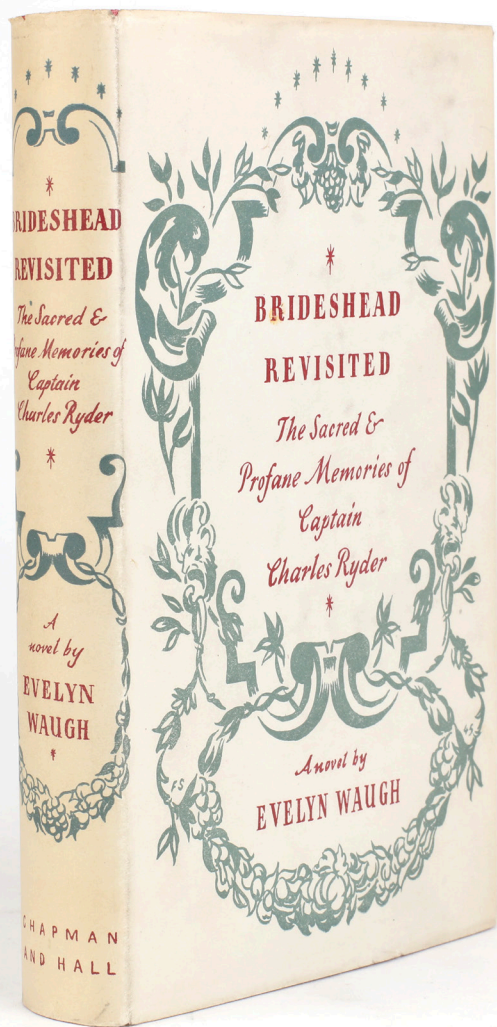 BRIDESHEAD
REVISITED
The Sacred &
Profane Memories of
Captain
Charles Ryder
A
novel by
EVELYN
WAUGH
CHAPMAN
AND HALL
BRIDESHEAD
REVISITED
The Sacred &
Profane Memories of
Captain
Charles Ryder
A novel by
EVELYN WAUGH